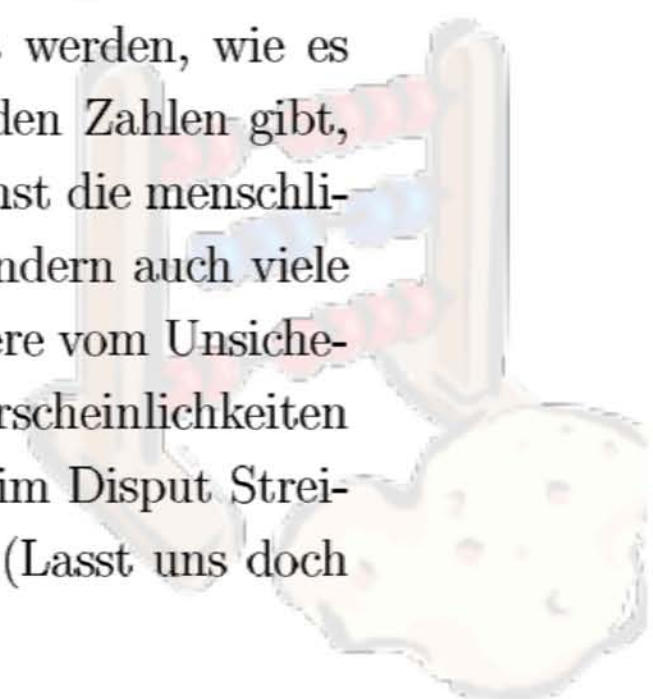 werden, wie es
den Zahlen gibt,
nst die menschli-
ndern auch viele
ere vom Unsiche-
rscheinlichkeiten
im Disput Strei-
(Lasst uns doch